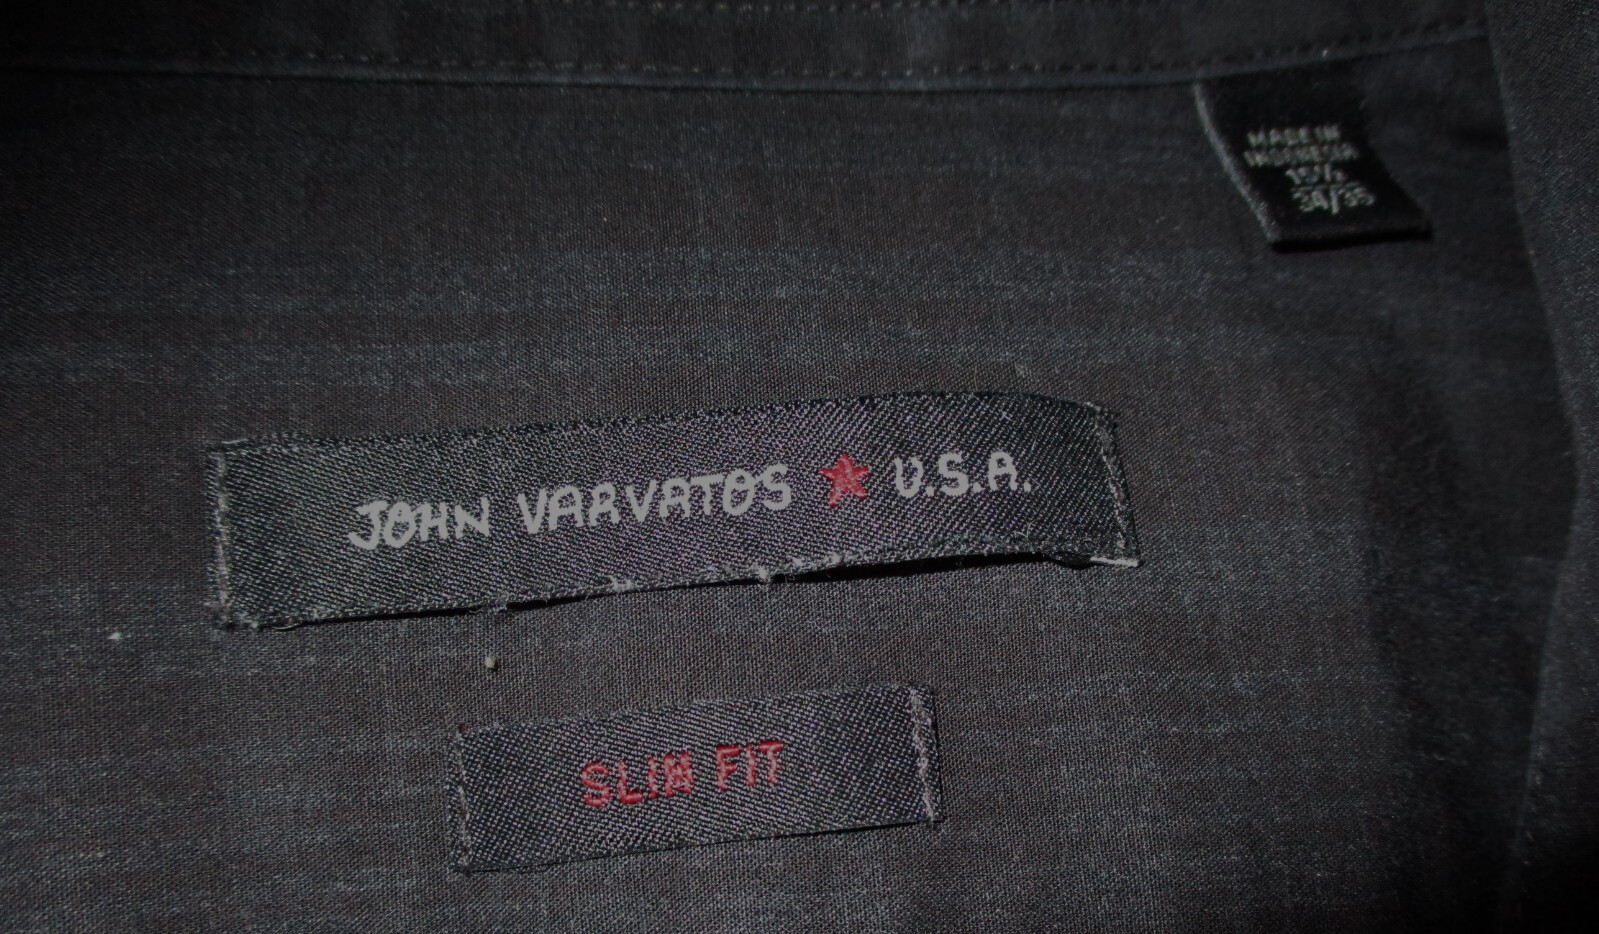 MADE IN
INDONESIA
15½
34/35
JOHN VARVATOS ★ U.S.A.
SLIM FIT